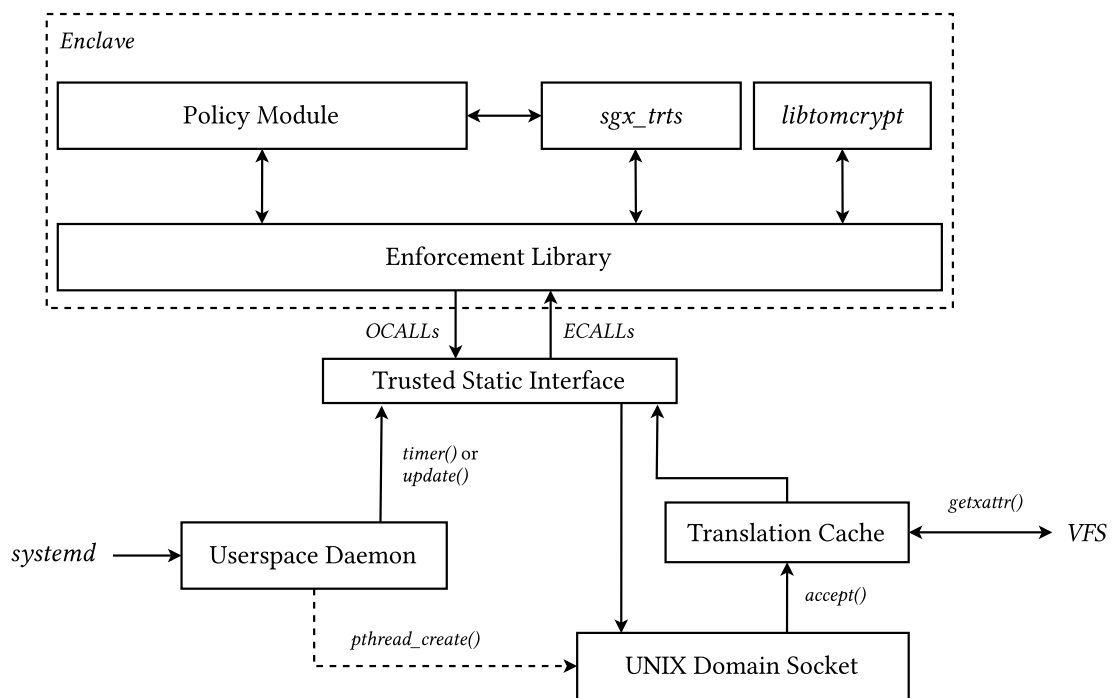 Enclave
Policy Module
sgx_trts
libtomcrypt
Enforcement Library
OCALLs
ECALLs
Trusted Static Interface
timer() or
update()
getxattr()
Translation Cache
VFS
systemd
Userspace Daemon
accept()
pthread_create()
UNIX Domain Socket